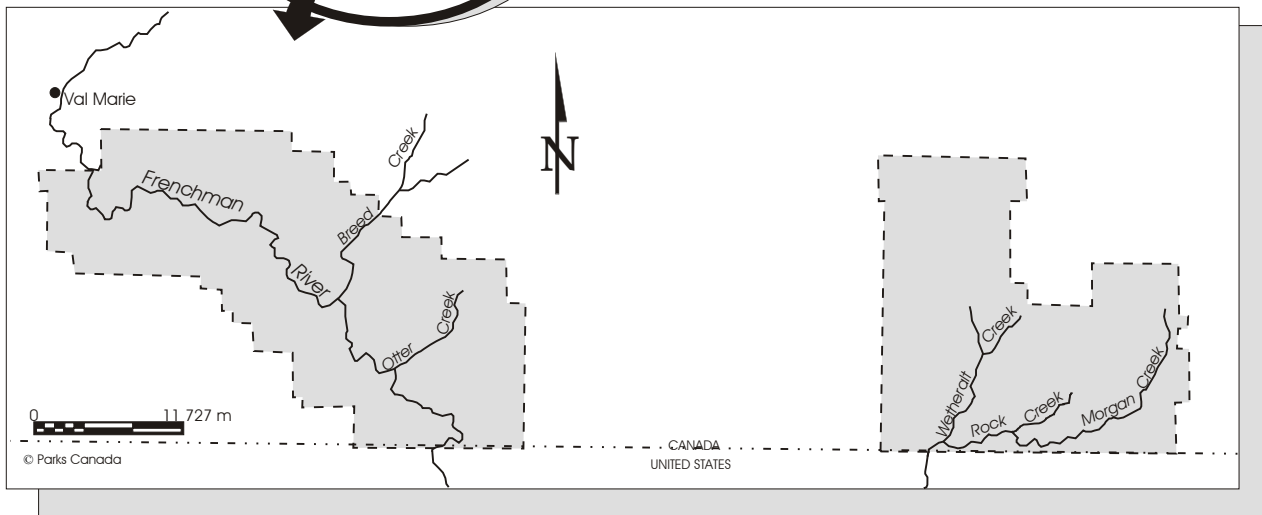 Val Marie
N
Creek
Frenchman
Breed
River
Creek
Otter
Creek
Wetheralt
Rock
Creek
Morgan
Creek
0 11 727 m
CANADA
UNITED STATES
© Parks Canada